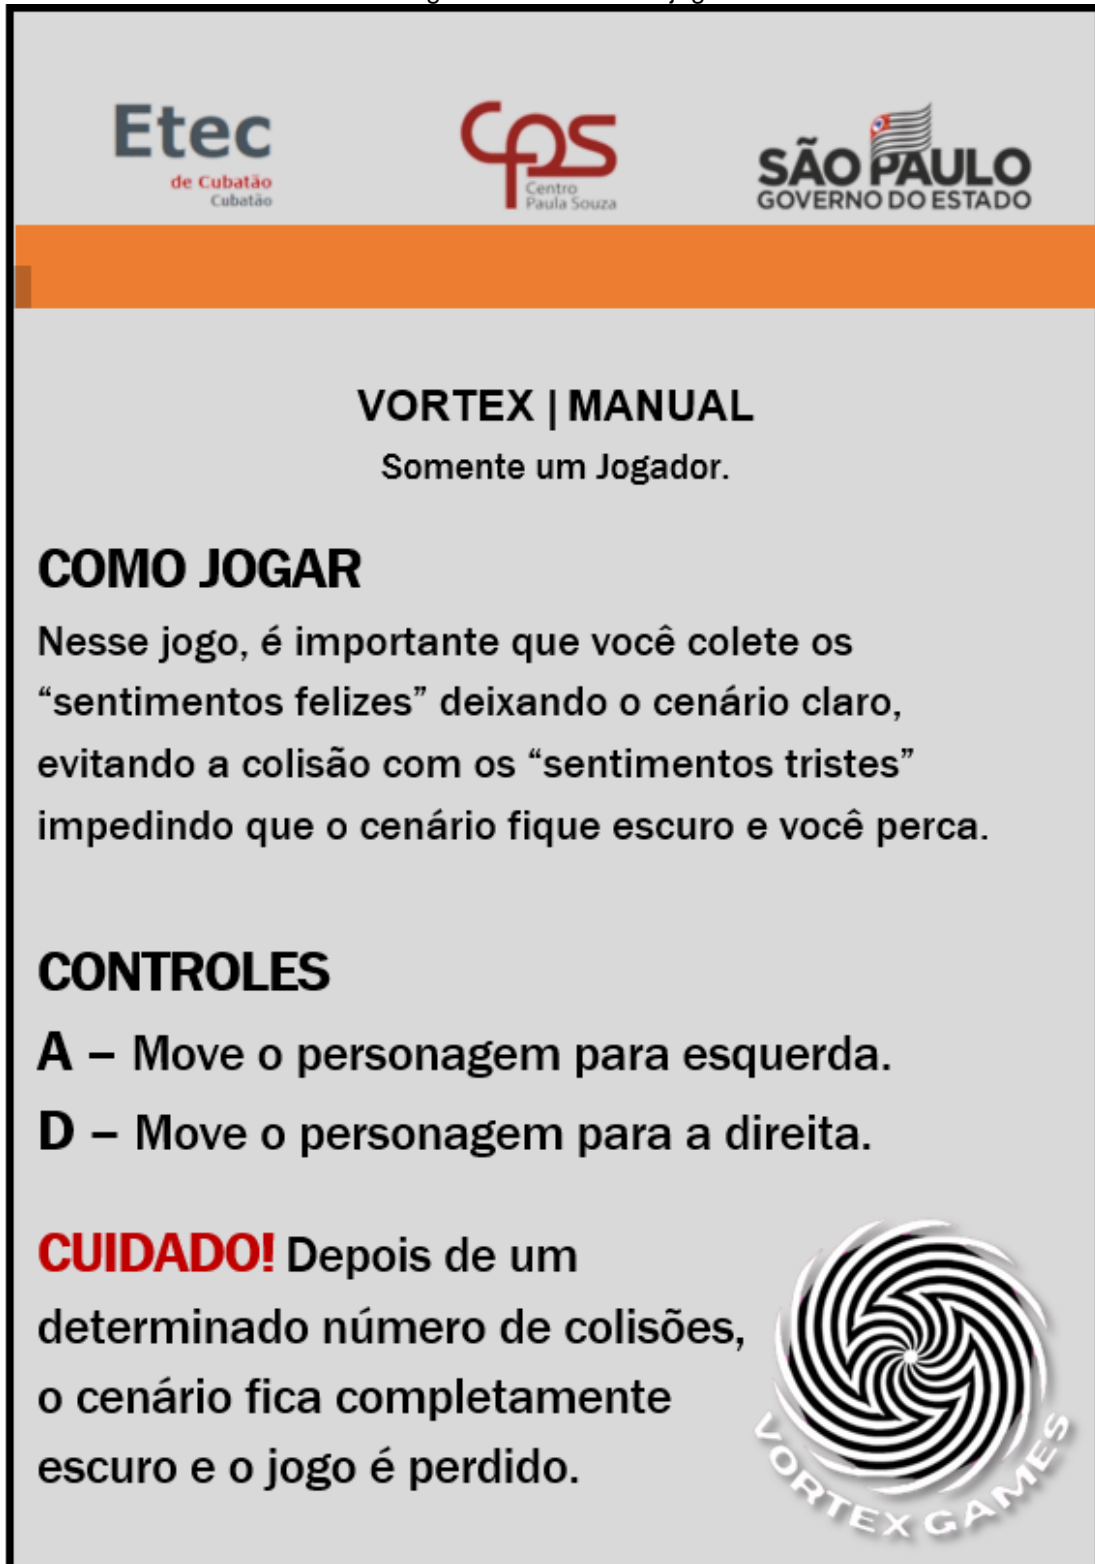 Etec
de Cubatão
Cubatão
cps
Centro
Paula Souza
SÃO PAULO
GOVERNO DO ESTADO
VORTEX | MANUAL
Somente um Jogador.
COMO JOGAR
Nesse jogo, é importante que você colete os
“sentimentos felizes” deixando o cenário claro,
evitando a colisão com os “sentimentos tristes”
impedindo que o cenário fique escuro e você perca.
CONTROLES
A – Move o personagem para esquerda.
D – Move o personagem para a direita.
CUIDADO! Depois de um
determinado número de colisões,
o cenário fica completamente
escuro e o jogo é perdido.
VORTEX GAMES